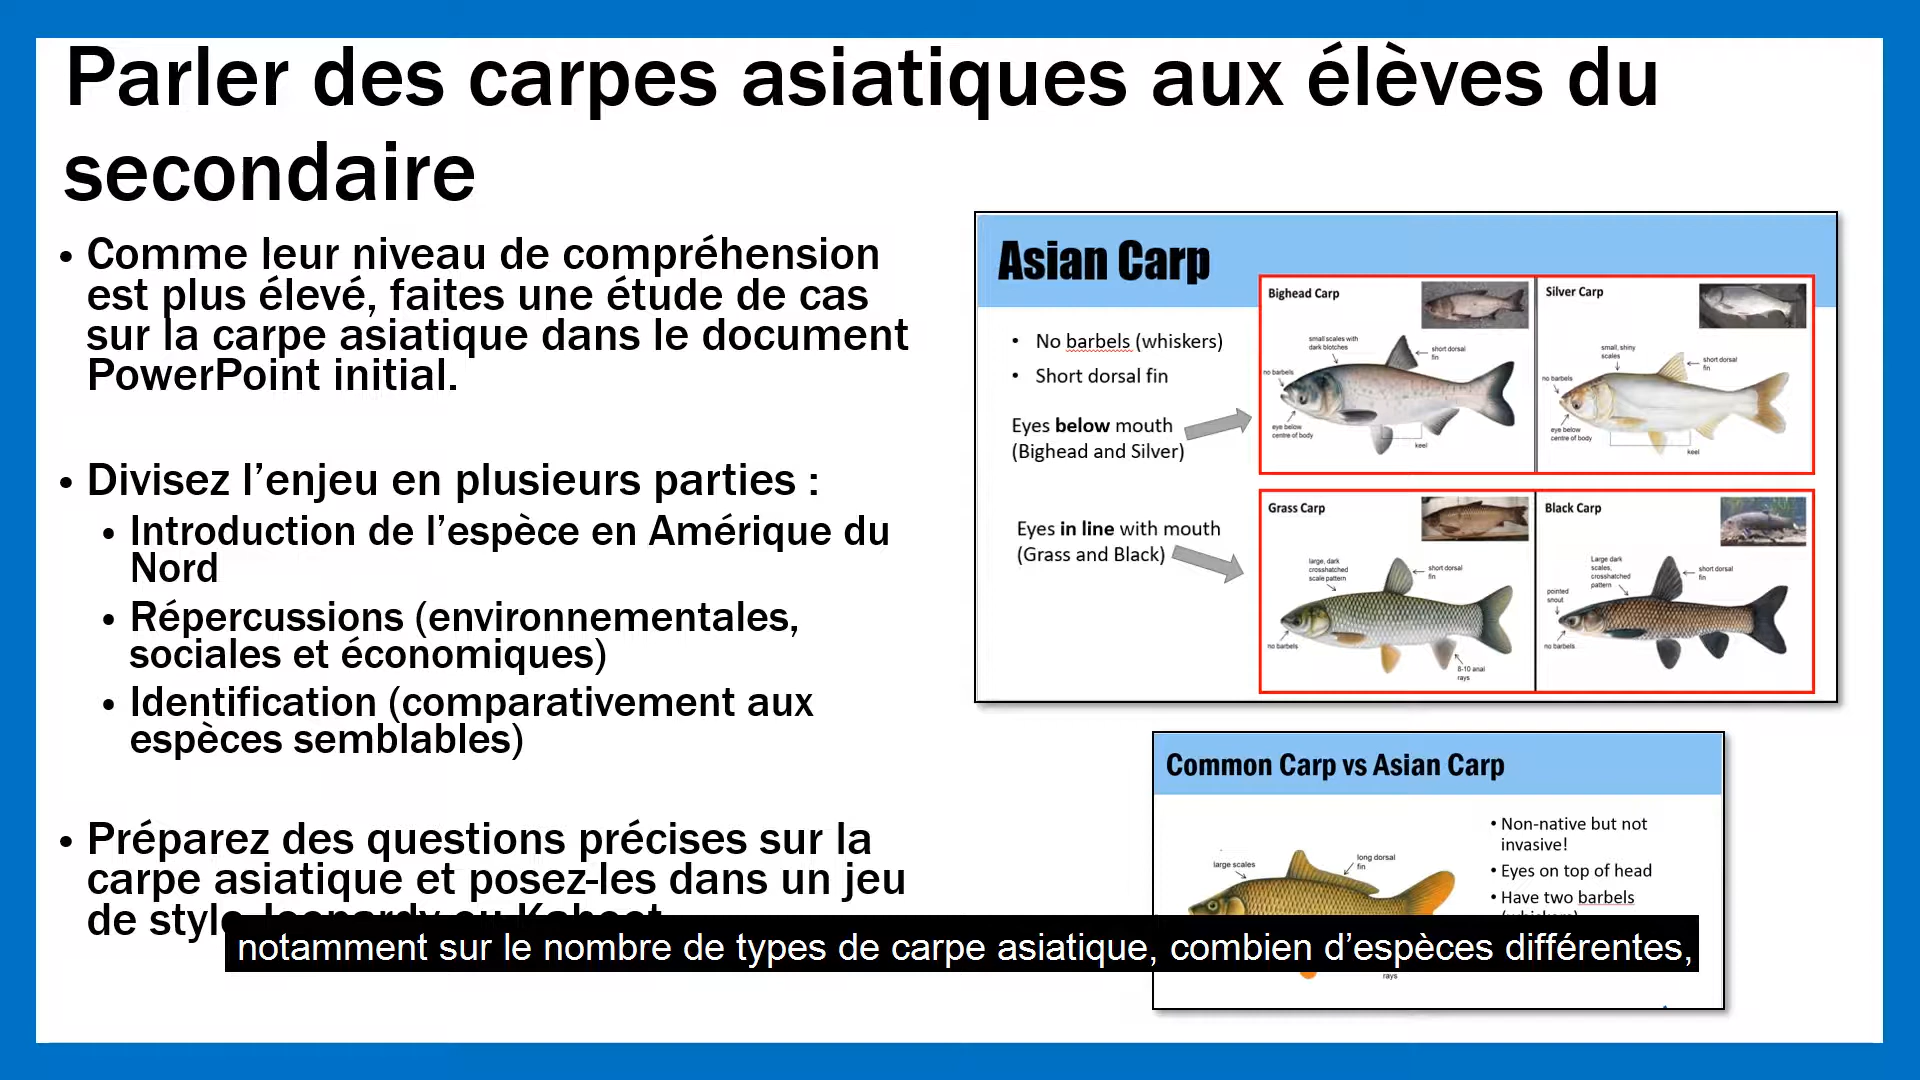 Parler des carpes asiatiques aux élèves du
secondaire
• Comme leur niveau de compréhension
est plus élevé, faites une étude de cas
sur la carpe asiatique dans le document
PowerPoint initial.
• Divisez l’enjeu en plusieurs parties :
• Introduction de l’espèce en Amérique du
Nord
• Répercussions (environnementales,
sociales et économiques)
• Identification (comparativement aux
espèces semblables)
• Préparez des questions précises sur la
carpe asiatique et posez-les dans un jeu
de style Jeopardy ou Kahoot
Asian Carp
• No barbels (whiskers)
• Short dorsal fin
Eyes below mouth
(Bighead and Silver)
Eyes in line with mouth
(Grass and Black)
Bighead Carp
small scales with
dark blotches
short dorsal
fin
no barbels
eye below
centre of body
keel
Silver Carp
small, shiny
scales
short dorsal
fin
no barbels
eye below
centre of body
keel
Grass Carp
large, dark
crosshatched
scale pattern
short dorsal
fin
no barbels
8-10 anal
rays
Black Carp
Large dark
scales,
crosshatched
pattern
short dorsal
fin
pointed
snout
no barbels
Common Carp vs Asian Carp
large scales
long dorsal
fin
rays
• Non-native but not
invasive!
• Eyes on top of head
• Have two barbels
(whiskers)
notamment sur le nombre de types de carpe asiatique, combien d’espèces différentes,